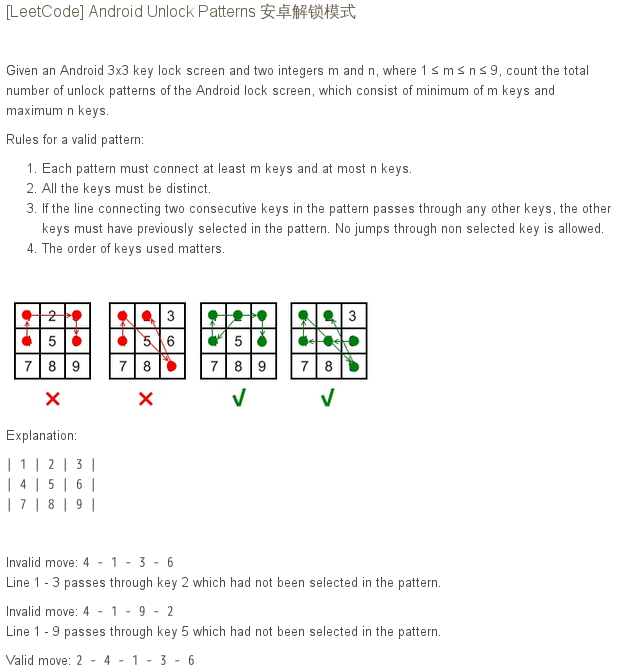 [LeetCode] Android Unlock Patterns 安卓解锁模式
Given an Android 3x3 key lock screen and two integers m and n, where 1 ≤ m ≤ n ≤ 9, count the total
number of unlock patterns of the Android lock screen, which consist of minimum of m keys and
maximum n keys.
Rules for a valid pattern:
1. Each pattern must connect at least m keys and at most n keys.
2. All the keys must be distinct.
3. If the line connecting two consecutive keys in the pattern passes through any other keys, the other
keys must have previously selected in the pattern. No jumps through non selected key is allowed.
4. The order of keys used matters.
2 3
5 5 6 5
7 8 9 7 8 7 8 9 7 8
Explanation:
| 1 | 2 | 3 |
| 4 | 5 | 6 |
| 7 | 8 | 9 |
Invalid move: 4 - 1 - 3 - 6
Line 1 - 3 passes through key 2 which had not been selected in the pattern.
Invalid move: 4 - 1 - 9 - 2
Line 1 - 9 passes through key 5 which had not been selected in the pattern.
Valid move: 2 - 4 - 1 - 3 - 6